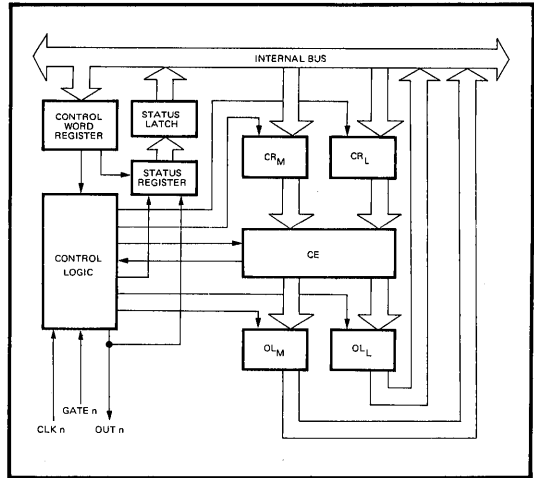 INTERNAL BUS
CONTROL
WORD
REGISTER
STATUS
LATCH
STATUS
REGISTER
CRM
CRL
CONTROL
LOGIC
CE
OLM
OLL
GATE n
CLK n
OUT n